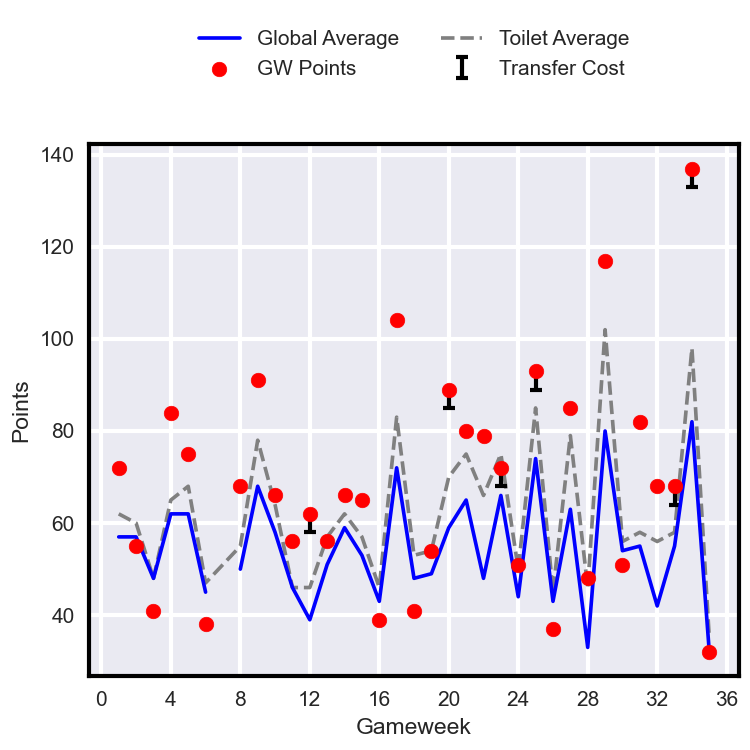 Global Average
Toilet Average
GW Points
Transfer Cost
140
120
100
80
60
40
Points
0 4 8 12 16 20 24 28 32 36
Gameweek